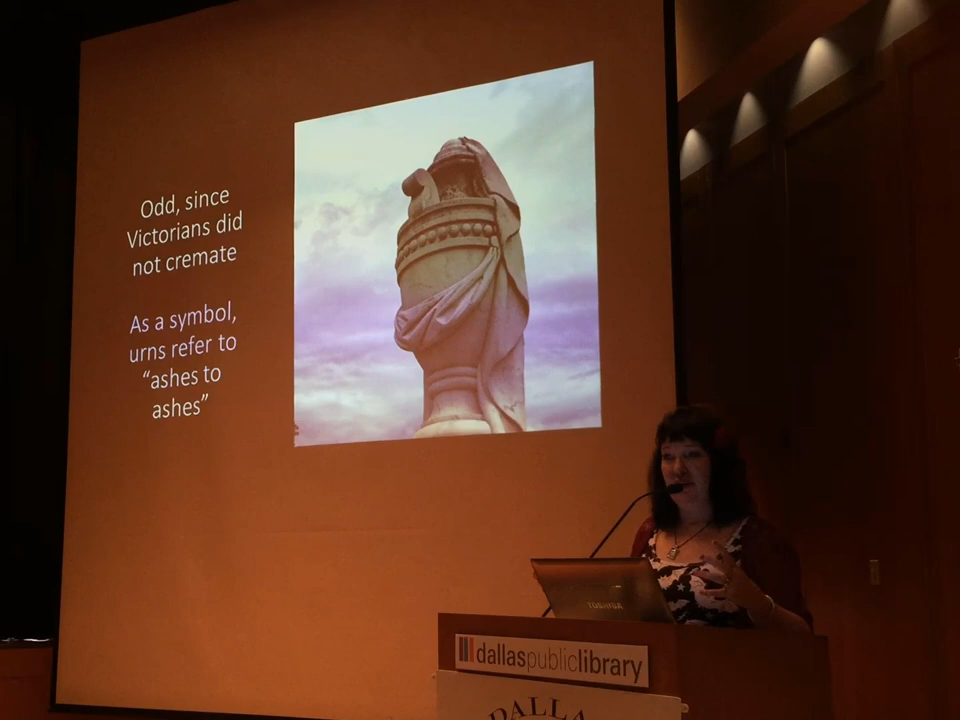 Odd, since
Victorians did
not cremate
As a symbol,
urns refer to
“ashes to
ashes”
TOSHIBA
dallaspubliclibrary